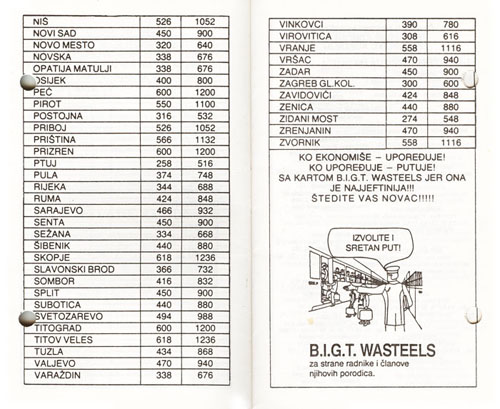 NIŠ 526 1052
NOVI SAD 450 900
NOVO MESTO 320 640
NOVSKA 338 676
OPATIJA MATULJI 338 676
OSIJEK 400 800
PEĆ 600 1200
PIROT 550 1100
POSTOJNA 316 532
PRIBOJ 526 1052
PRIŠTINA 566 1132
PRIZREN 600 1200
PTUJ 258 516
PULA 374 748
RIJEKA 344 688
RUMA 424 848
SARAJEVO 466 932
SENTA 450 900
SEŽANA 334 668
ŠIBENIK 440 880
SKOPJE 618 1236
SLAVONSKI BROD 366 732
SOMBOR 416 832
SPLIT 450 900
SUBOTICA 440 880
SVETOZAREVO 494 988
TITOGRAD 600 1200
TITOV VELES 618 1236
TUZLA 434 868
VALJEVO 470 940
VARAŽDIN 338 676
VINKOVCI 390 780
VIROVITICA 308 616
VRANJE 558 1116
VRŠAC 470 940
ZADAR 450 900
ZAGREB GL.KOL. 300 600
ZAVIDOVIĆI 424 848
ZENICA 440 880
ZIDANI MOST 274 548
ZRENJANIN 470 940
ZVORNIK 558 1116
KO EKONOMIŠE – UPOREĐUJE!
KO UPOREĐUJE – PUTUJE!
SA KARTOM B.I.G.T. WASTEELS JER ONA
JE NAJJEFTINIJA!!!
ŠTEDITE VAS NOVAC!!!!!
IZVOLITE I
SRETAN PUT!
B.I.G.T. WASTEELS
za strane radnike i članove
njihovih porodica.